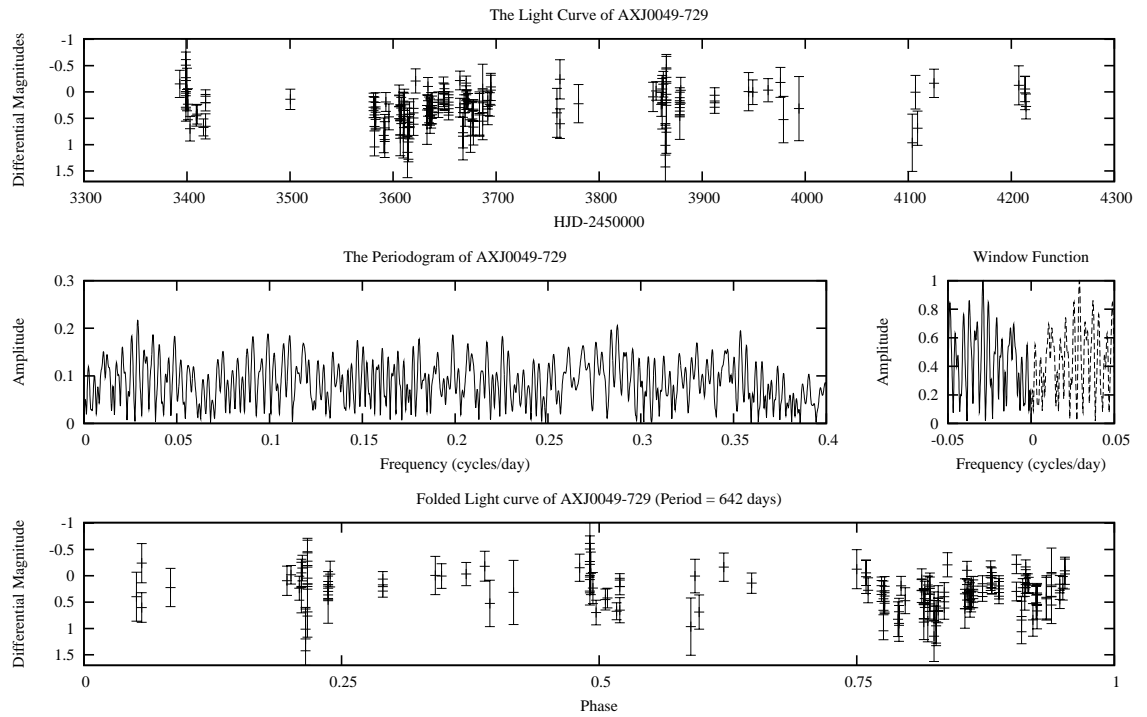 The Light Curve of AXJ0049-729
Differential Magnitudes
-1
-0.5
0
0.5
1
1.5
3300 3400 3500 3600 3700 3800 3900 4000 4100 4200 4300
HJD-2450000
The Periodogram of AXJ0049-729
Amplitude
0.3
0.2
0.1
0
0 0.05 0.1 0.15 0.2 0.25 0.3 0.35 0.4
Frequency (cycles/day)
Window Function
Amplitude
1
0.8
0.6
0.4
0.2
0
-0.05 0 0.05
Frequency (cycles/day)
Folded Light curve of AXJ0049-729 (Period = 642 days)
Differential Magnitude
-1
-0.5
0
0.5
1
1.5
0 0.25 0.5 0.75 1
Phase